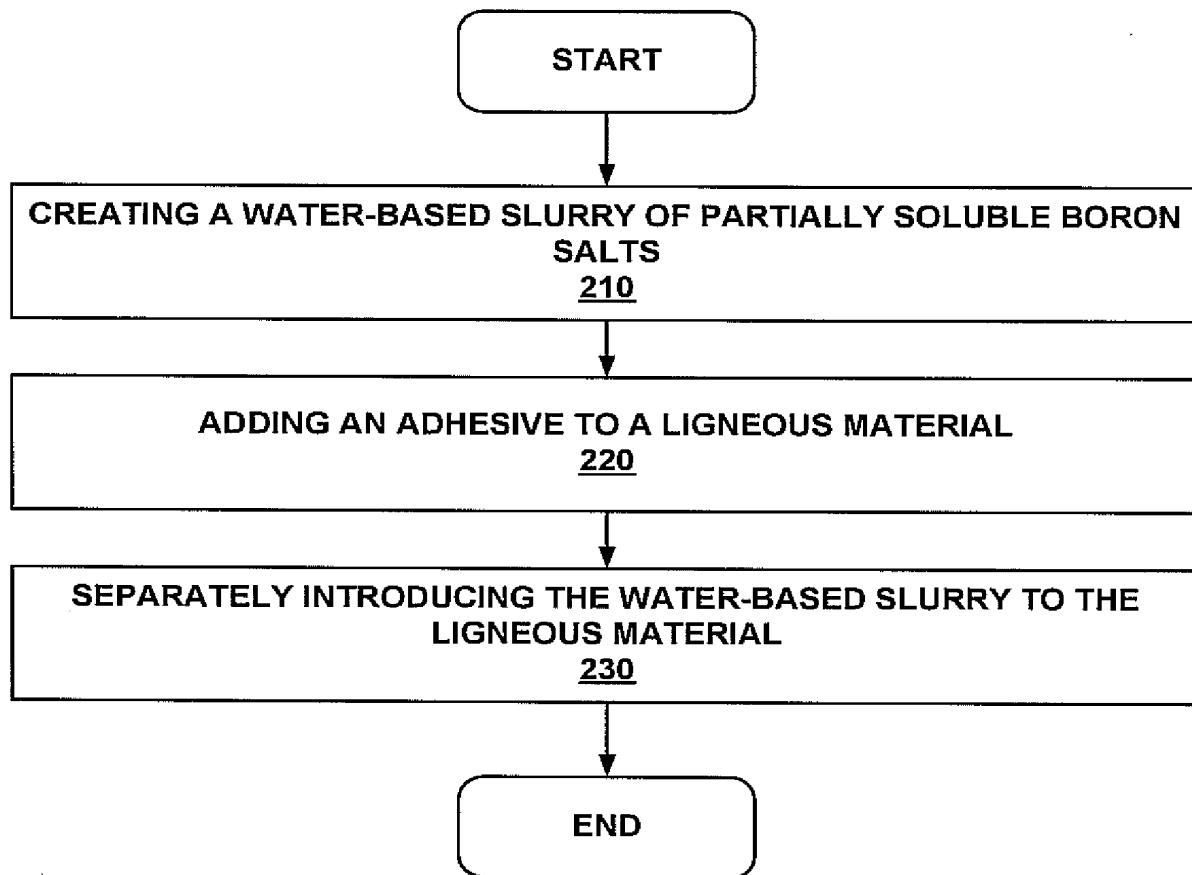 START
CREATING A WATER-BASED SLURRY OF PARTIALLY SOLUBLE BORON
SALTS
210
ADDING AN ADHESIVE TO A LIGNEOUS MATERIAL
220
SEPARATELY INTRODUCING THE WATER-BASED SLURRY TO THE
LIGNEOUS MATERIAL
230
END